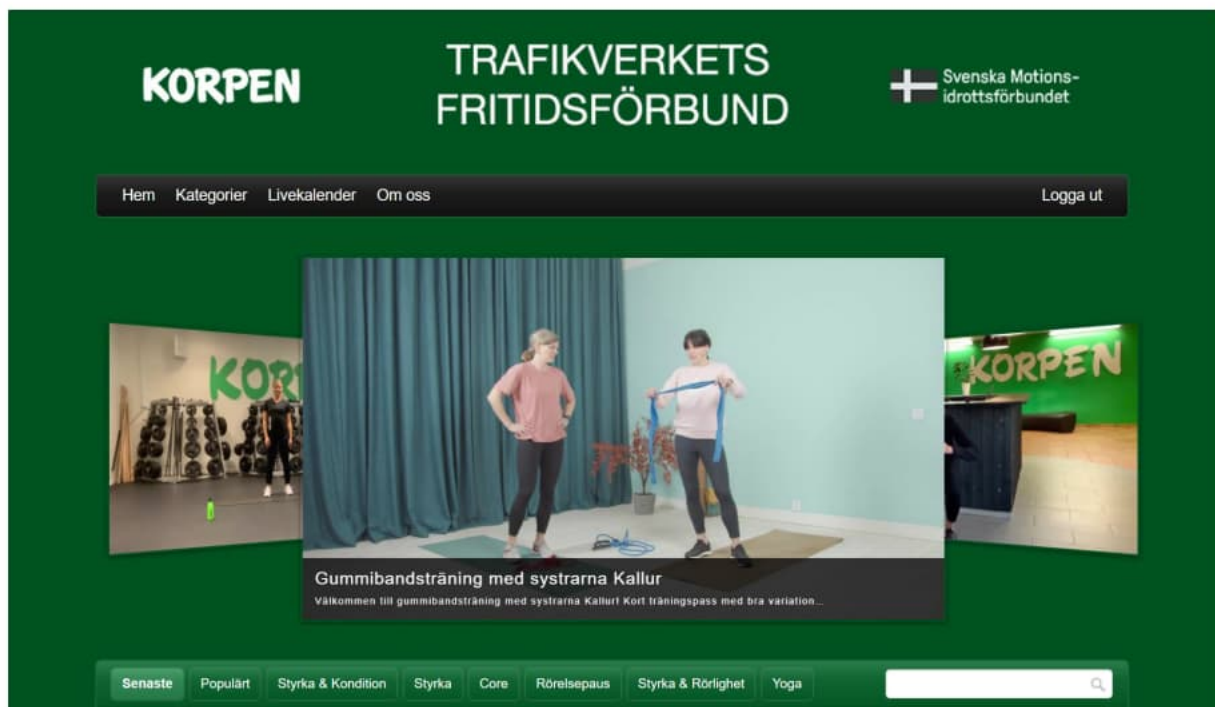 KORPEN
TRAFIKVERKETS
FRITIDSFÖRBUND
Svenska Motions-
idrottsförbundet
Hem Kategorier Livekalender Om oss Logga ut
KORPEN
Gummibandsträning med systrarna Kallur
Välkommen till gummibandsträning med systrarna Kallur! Kort träningspass med bra variation...
Senaste Populärt Styrka & Kondition Styrka Core Rörelsepaus Styrka & Rörlighet Yoga